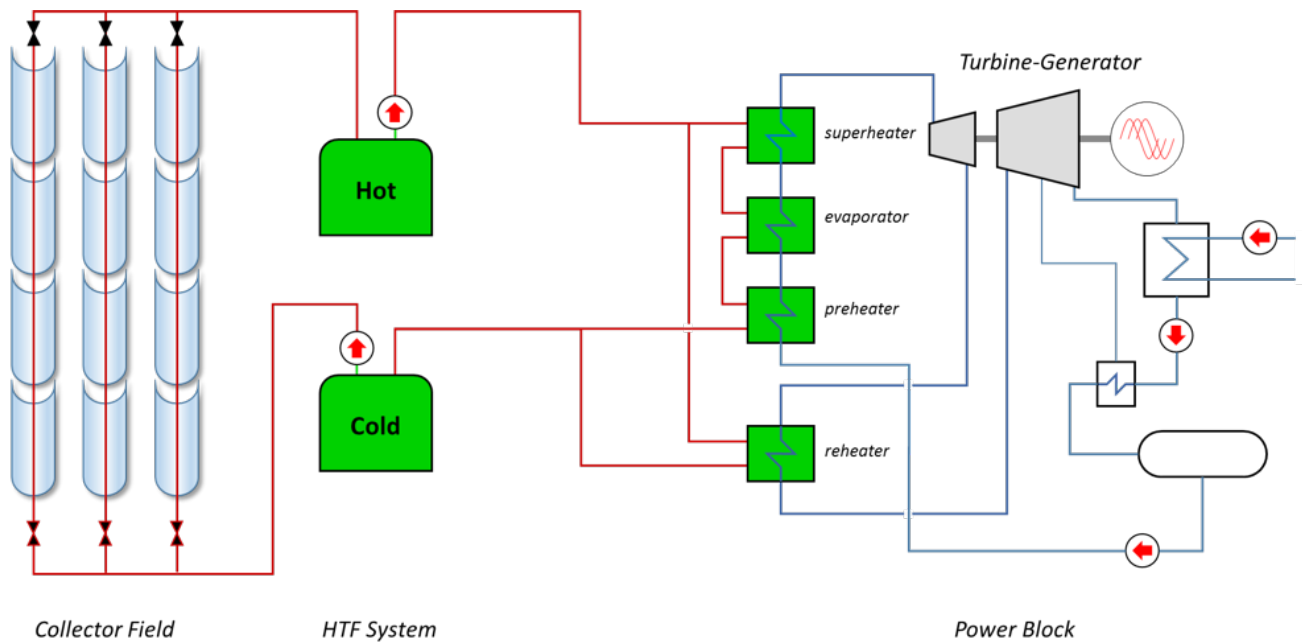 Turbine-Generator
superheater
Hot
evaporator
preheater
Cold
reheater
Collector Field
HTF System
Power Block